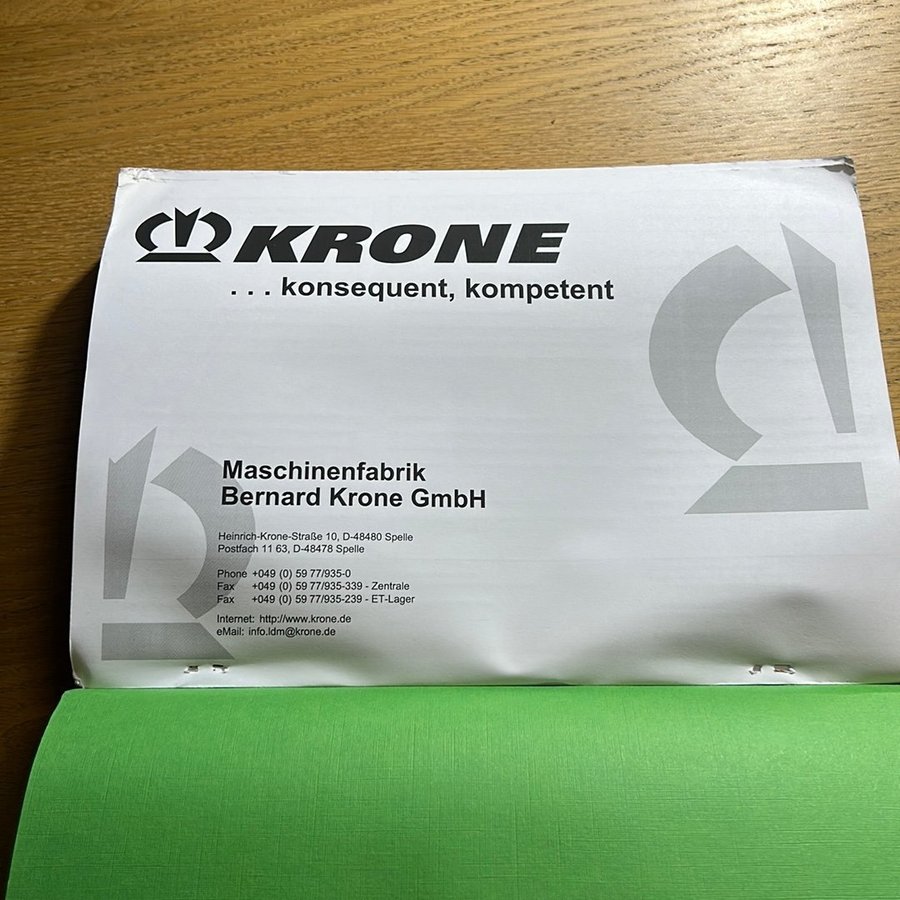 KRONE
. . . konsequent, kompetent
Maschinenfabrik
Bernard Krone GmbH
Heinrich-Krone-Straße 10, D-48480 Spelle
Postfach 11 63, D-48478 Spelle
Phone +049 (0) 59 77/935-0
Fax +049 (0) 59 77/935-339 - Zentrale
Fax +049 (0) 59 77/935-239 - ET-Lager
Internet: http://www.krone.de
eMail: info.ldm@krone.de